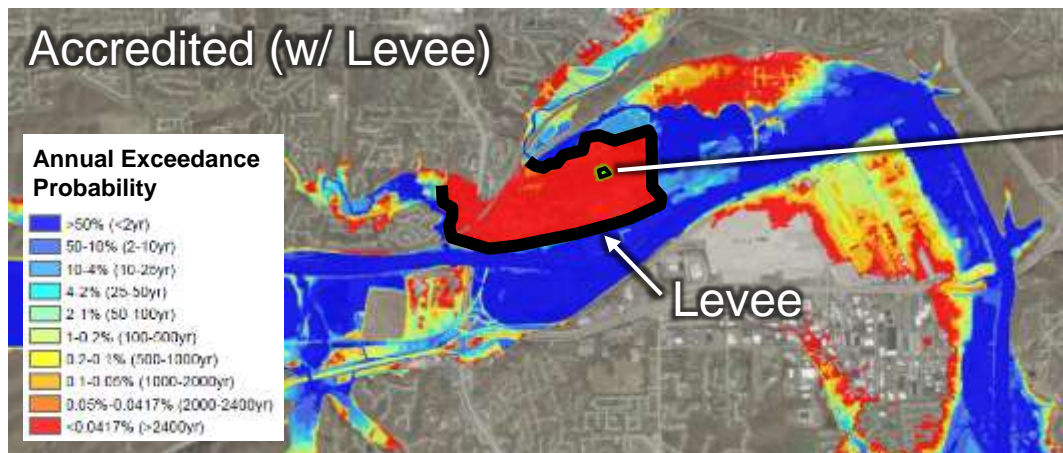 Accredited (w/ Levee)
Annual Exceedance
Probability
>50% (<2yr)
50-10% (2-10yr)
10-4% (10-25yr)
4-2% (25-50yr)
2-1% (50-100yr)
1-0.2% (100-500yr)
0.2-0.1% (500-1000yr)
0.1-0.05% (1000-2000yr)
0.05%-0.0417% (2000-2400yr)
<0.0417% (>2400yr)
Levee